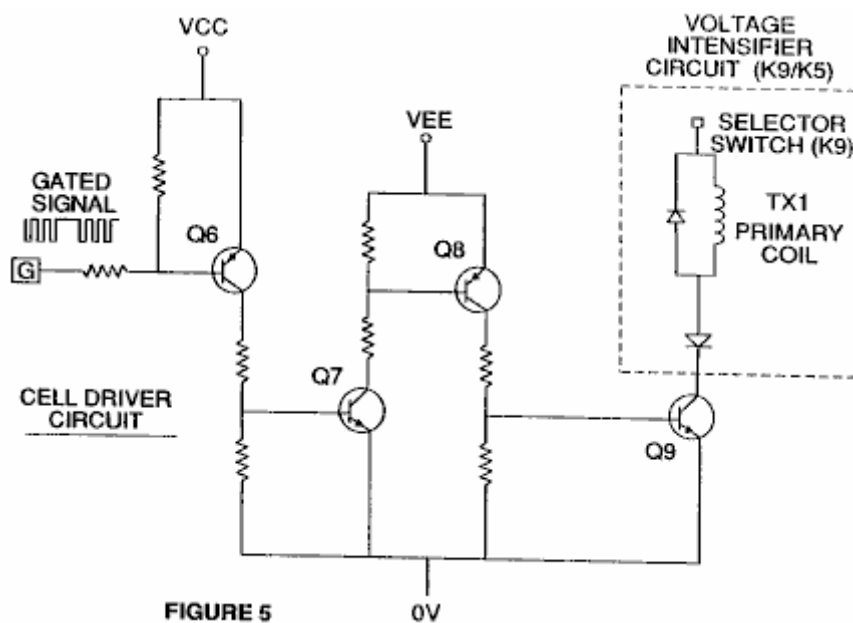 VCC
VOLTAGE
INTENSIFIER
CIRCUIT (K9/K5)
VEE
SELECTOR
SWITCH (K9)
GATED
SIGNAL
TX1
PRIMARY
COIL
Q6
Q8
G
Q7
CELL DRIVER
CIRCUIT
Q9
FIGURE 5
0V